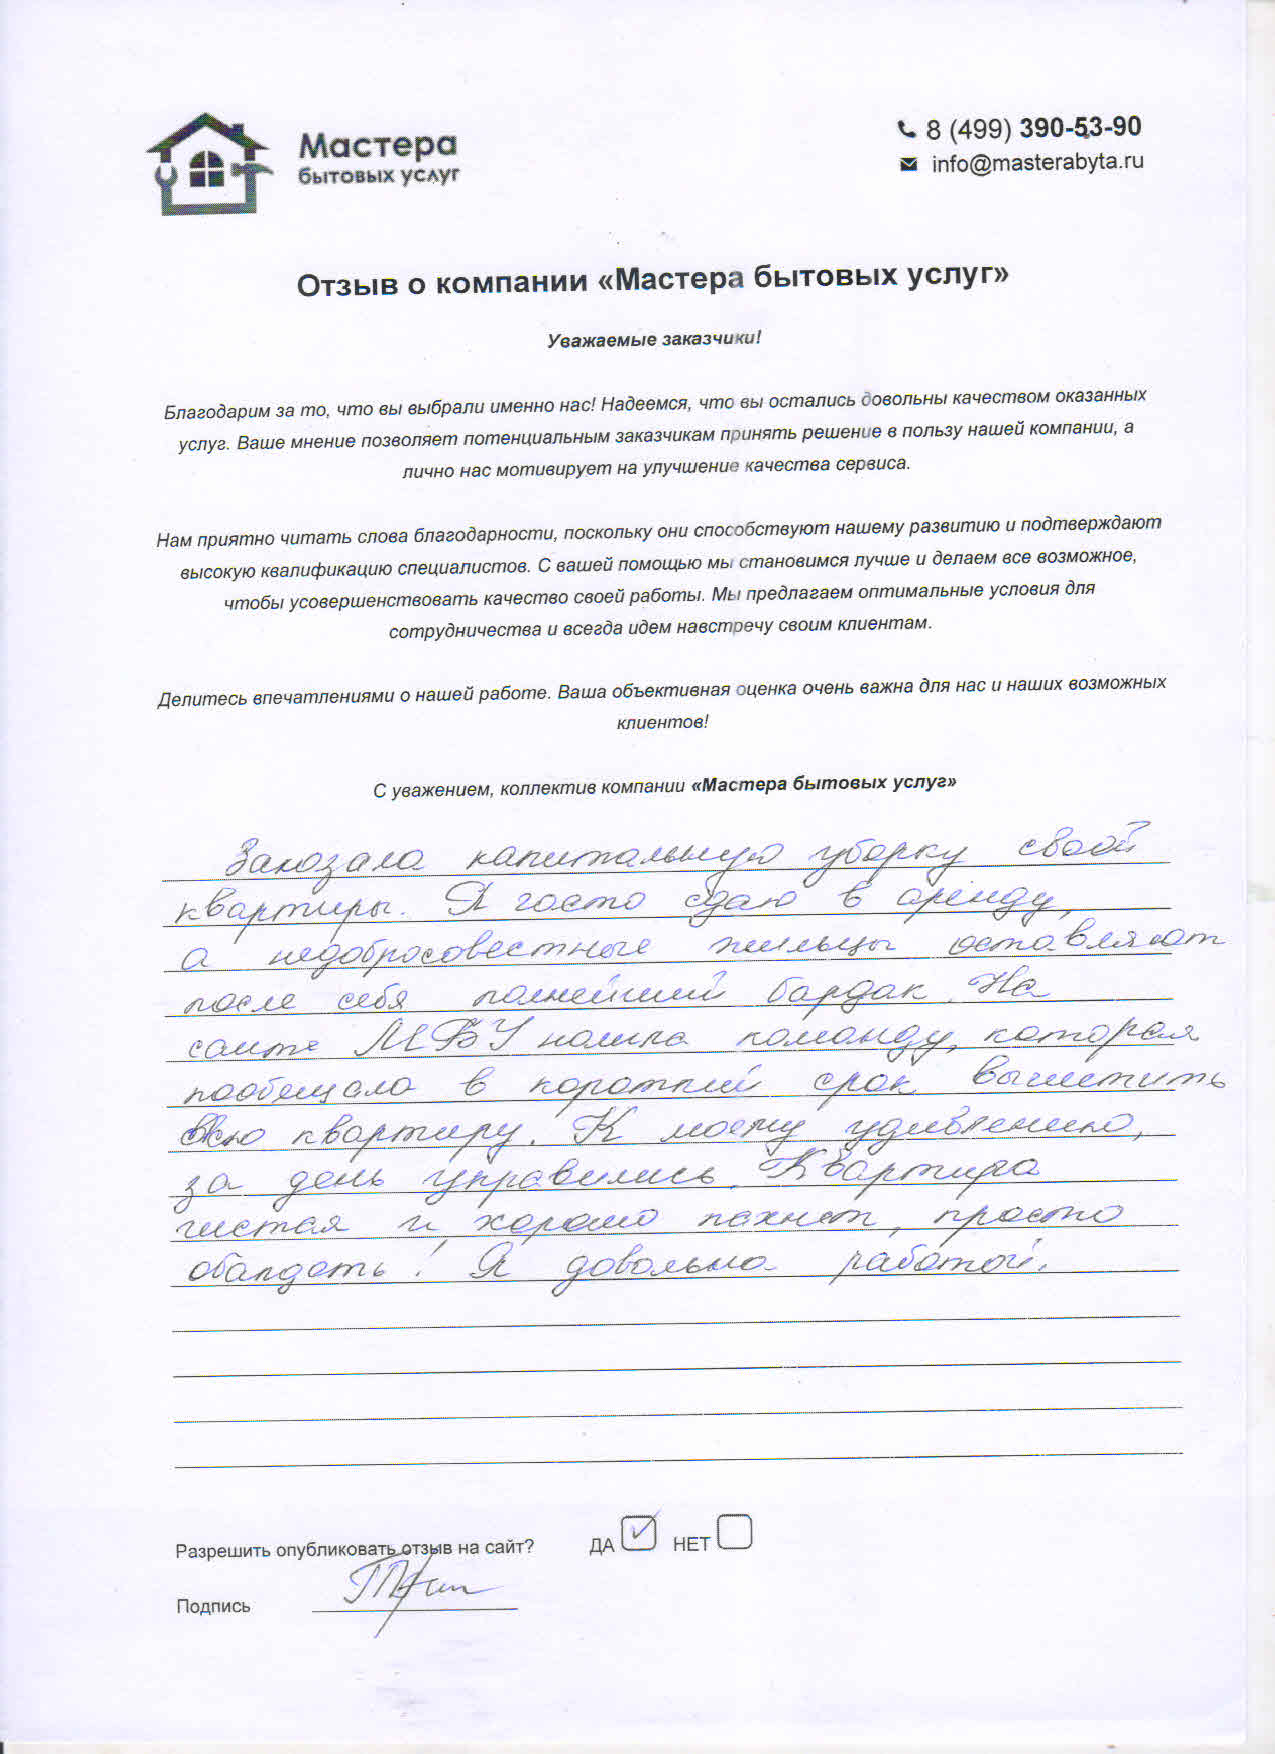 Мастера
бытовых услуг
8 (499) 390-53-90
info@masterabyta.ru
Отзыв о компании «Мастера бытовых услуг»
Уважаемые заказчики!
Благодарим за то, что вы выбрали именно нас! Надеемся, что вы остались довольны качеством оказанных
услуг. Ваше мнение позволяет потенциальным заказчикам принять решение в пользу нашей компании, а
лично нас мотивирует на улучшение качества сервиса.
Нам приятно читать слова благодарности, поскольку они способствуют нашему развитию и подтверждают
высокую квалификацию специалистов. С вашей помощью мы становимся лучше и делаем все возможное,
чтобы усовершенствовать качество своей работы. Мы предлагаем оптимальные условия для
сотрудничества и всегда идем навстречу своим клиентам.
Делитесь впечатлениями о нашей работе. Ваша объективная оценка очень важна для нас и наших возможных
клиентов!
С уважением, коллектив компании «Мастера бытовых услуг»
Заказала капитальную уборку своей
квартиры. Я часто сдаю в аренду,
а недобросовестные жильцы оставляют
после себя полнейший бардак. На
сайте МБУ нашла команду, которая
пообещала в короткий срок вычистить
всю квартиру. К моему удивлению,
за день управились. Квартира
чистая и хорошо пахнет, просто
обалдеть! Я довольна работой.
Разрешить опубликовать отзыв на сайт? ДА НЕТ
Подпись